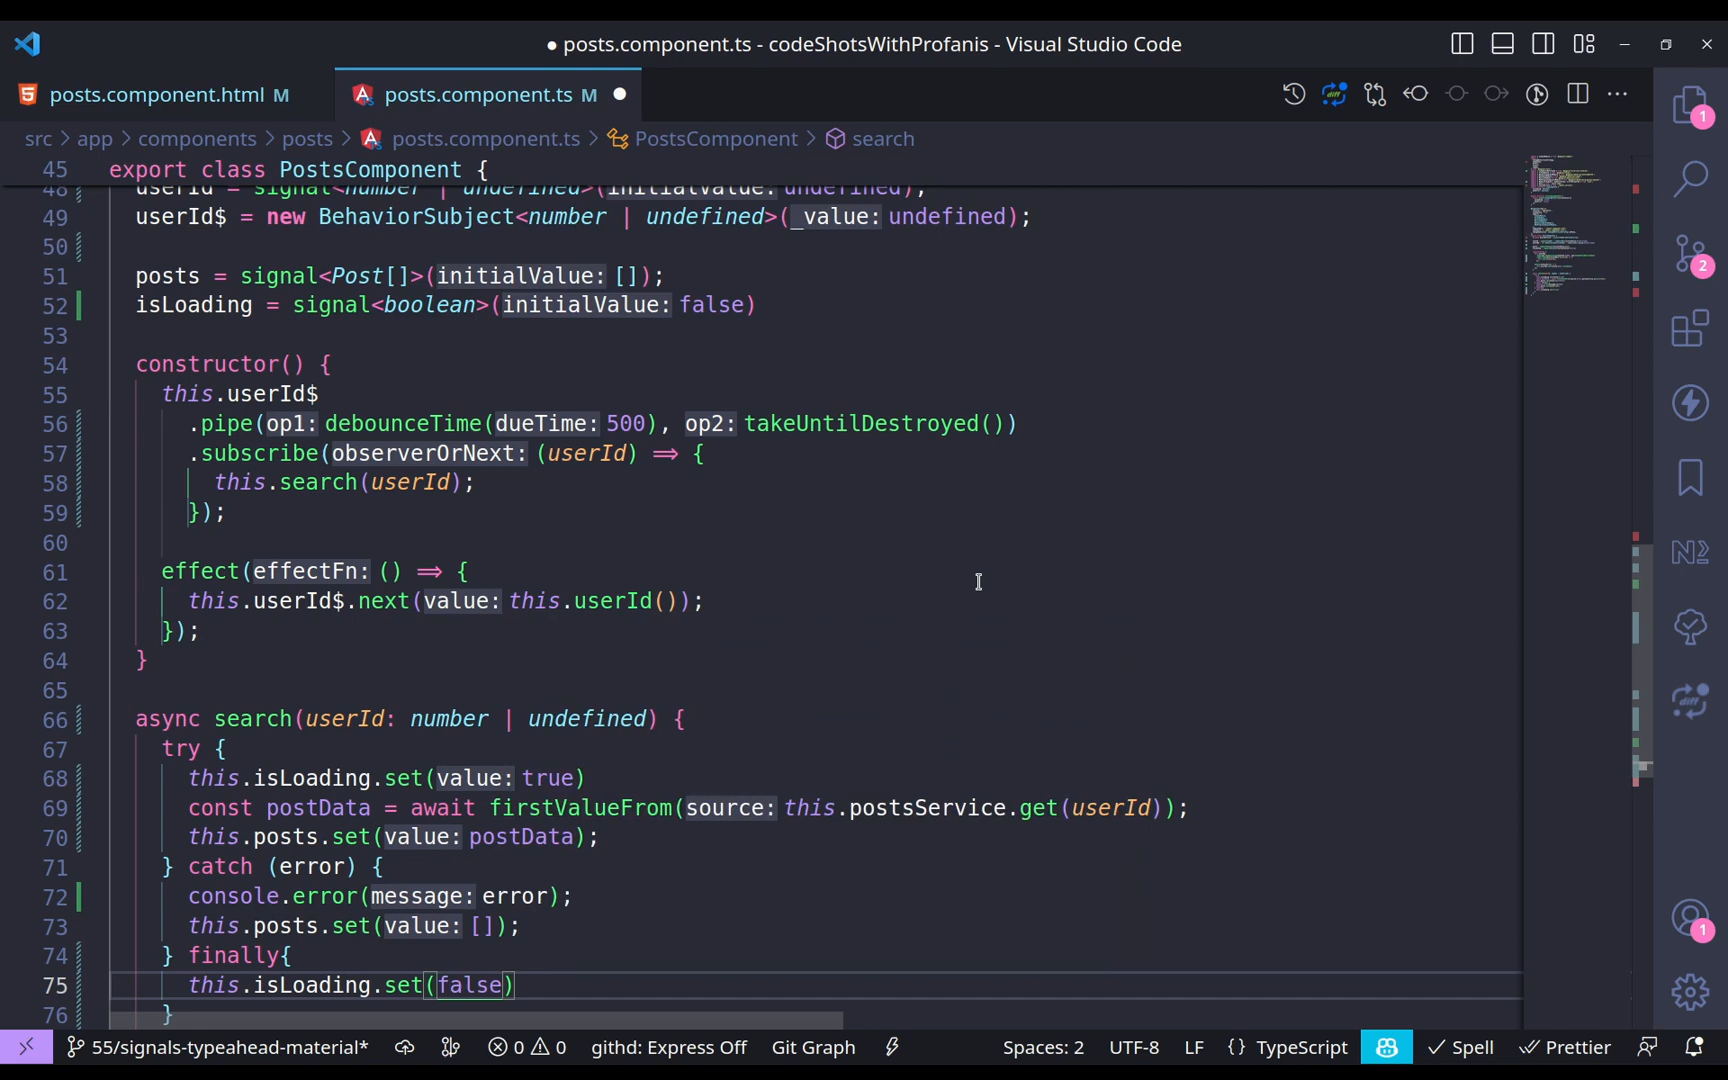 ● posts.component.ts - codeShotsWithProfanis - Visual Studio Code
posts.component.html M
posts.component.ts M ●
src > app > components > posts > posts.component.ts > PostsComponent > search
45 export class PostsComponent {
48 userId = signal<number | undefined>(initialValue: undefined);
49 userId$ = new BehaviorSubject<number | undefined>(_value: undefined);
50
51 posts = signal<Post[]>(initialValue: []);
52 isLoading = signal<boolean>(initialValue: false)
53
54 constructor() {
55 this.userId$
56 .pipe(op1: debounceTime(dueTime: 500), op2: takeUntilDestroyed())
57 .subscribe(observerOrNext: (userId) => {
58 this.search(userId);
59 });
60
61 effect(effectFn: () => {
62 this.userId$.next(value: this.userId());
63 });
64 }
65
66 async search(userId: number | undefined) {
67 try {
68 this.isLoading.set(value: true)
69 const postData = await firstValueFrom(source: this.postsService.get(userId));
70 this.posts.set(value: postData);
71 } catch (error) {
72 console.error(message: error);
73 this.posts.set(value: []);
74 } finally{
75 this.isLoading.set(false)
76 }
55/signals-typeahead-material* 0 0 githd: Express Off Git Graph Spaces: 2 UTF-8 LF {} TypeScript Spell Prettier
diff
1
2
N
diff
1